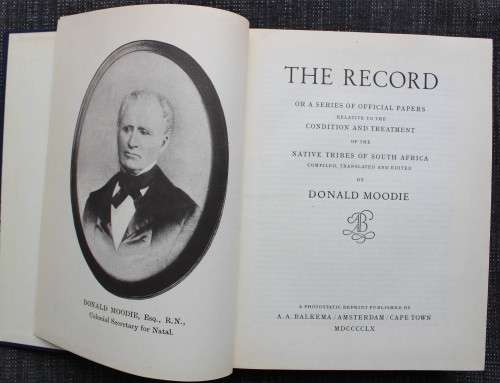 DONALD MOODIE, Esq., R.N.,
Colonial Secretary for Natal.
THE RECORD
OR A SERIES OF OFFICIAL PAPERS
RELATIVE TO THE
CONDITION AND TREATMENT
OF THE
NATIVE TRIBES OF SOUTH AFRICA
COMPILED, TRANSLATED AND EDITED
BY
DONALD MOODIE
AB
A PHOTOSTATIC REPRINT PUBLISHED BY
A. A. BALKEMA / AMSTERDAM / CAPE TOWN
MDCCCCLX